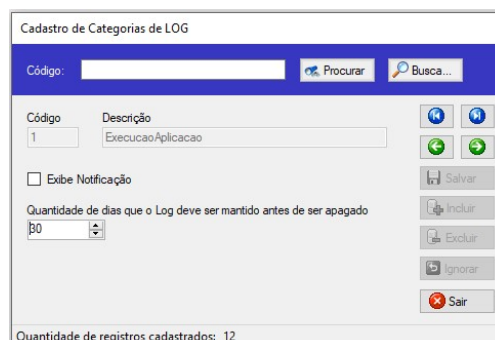 Cadastro de Categorias de LOG
Código:
Procurar
Busca...
Código Descrição
1 ExecucaoAplicacao
Exibe Notificação
Quantidade de dias que o Log deve ser mantido antes de ser apagado
30
Salvar
Incluir
Excluir
Ignorar
Sair
Quantidade de registros cadastrados: 12